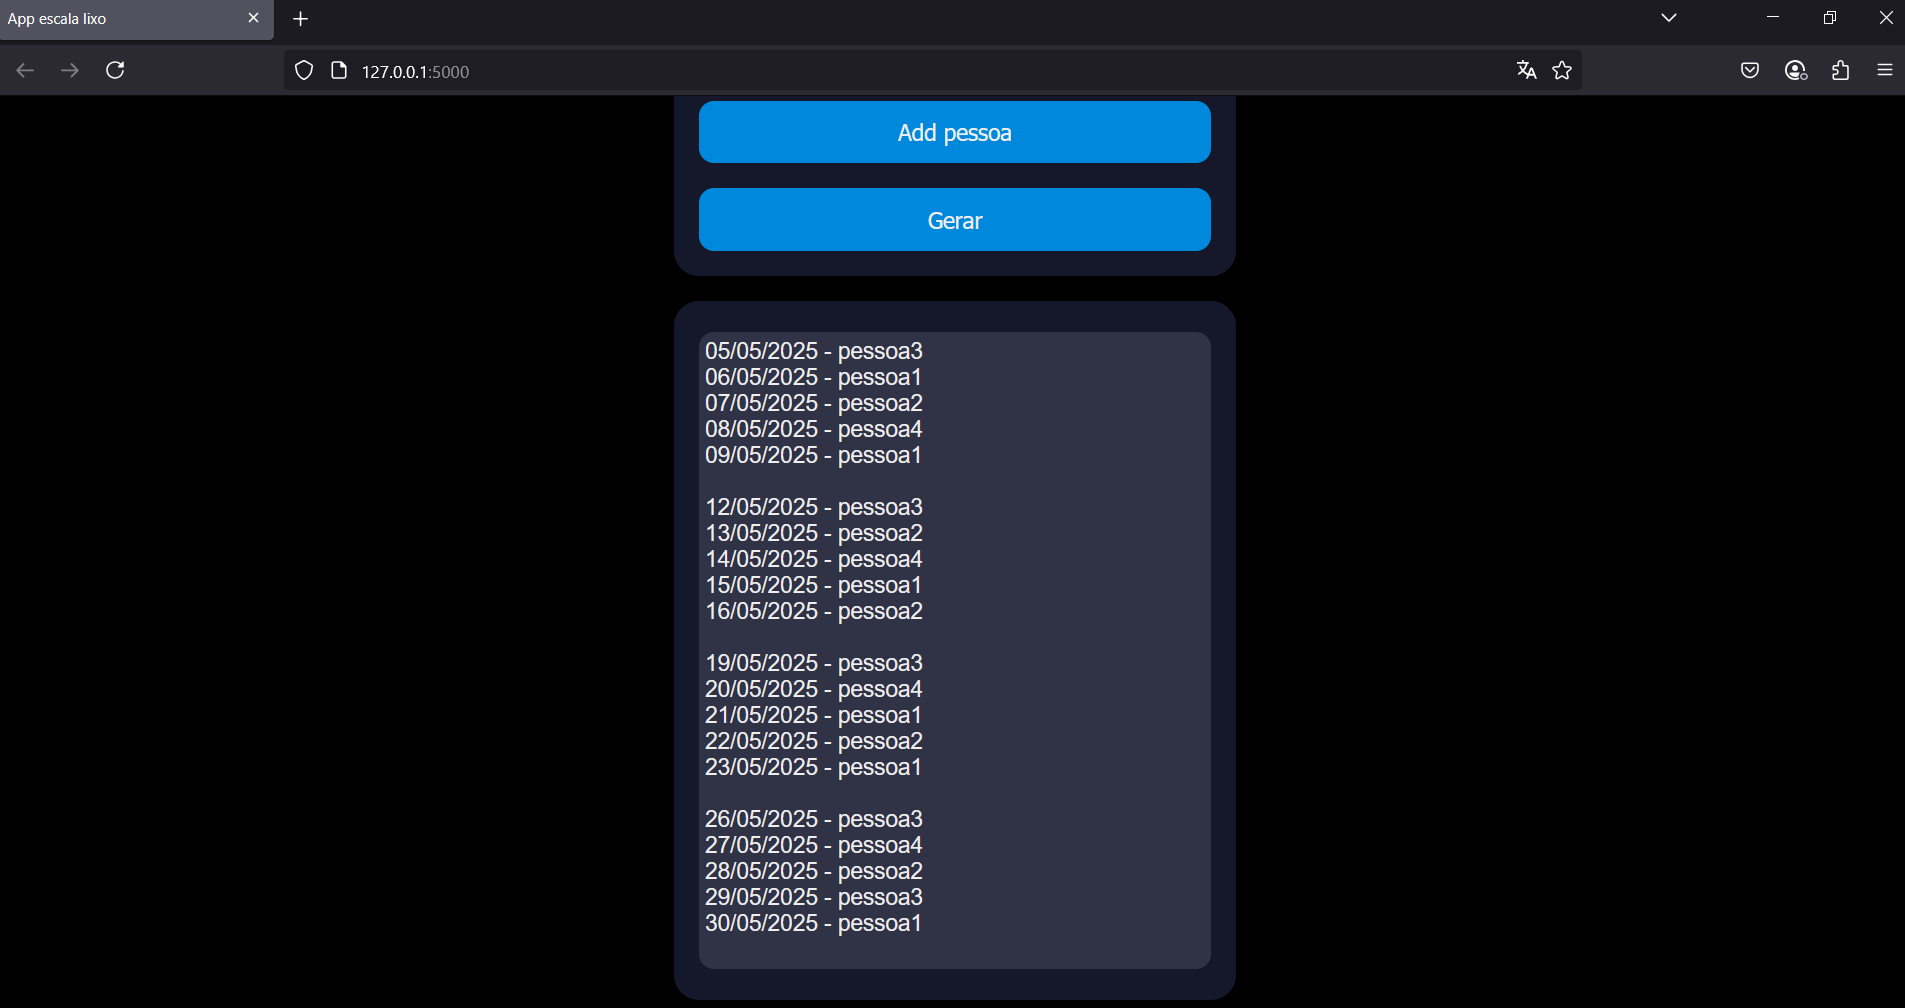 App escala lixo
127.0.0.1:5000
Add pessoa
Gerar
05/05/2025 - pessoa3
06/05/2025 - pessoa1
07/05/2025 - pessoa2
08/05/2025 - pessoa4
09/05/2025 - pessoa1
12/05/2025 - pessoa3
13/05/2025 - pessoa2
14/05/2025 - pessoa4
15/05/2025 - pessoa1
16/05/2025 - pessoa2
19/05/2025 - pessoa3
20/05/2025 - pessoa4
21/05/2025 - pessoa1
22/05/2025 - pessoa2
23/05/2025 - pessoa1
26/05/2025 - pessoa3
27/05/2025 - pessoa4
28/05/2025 - pessoa2
29/05/2025 - pessoa3
30/05/2025 - pessoa1